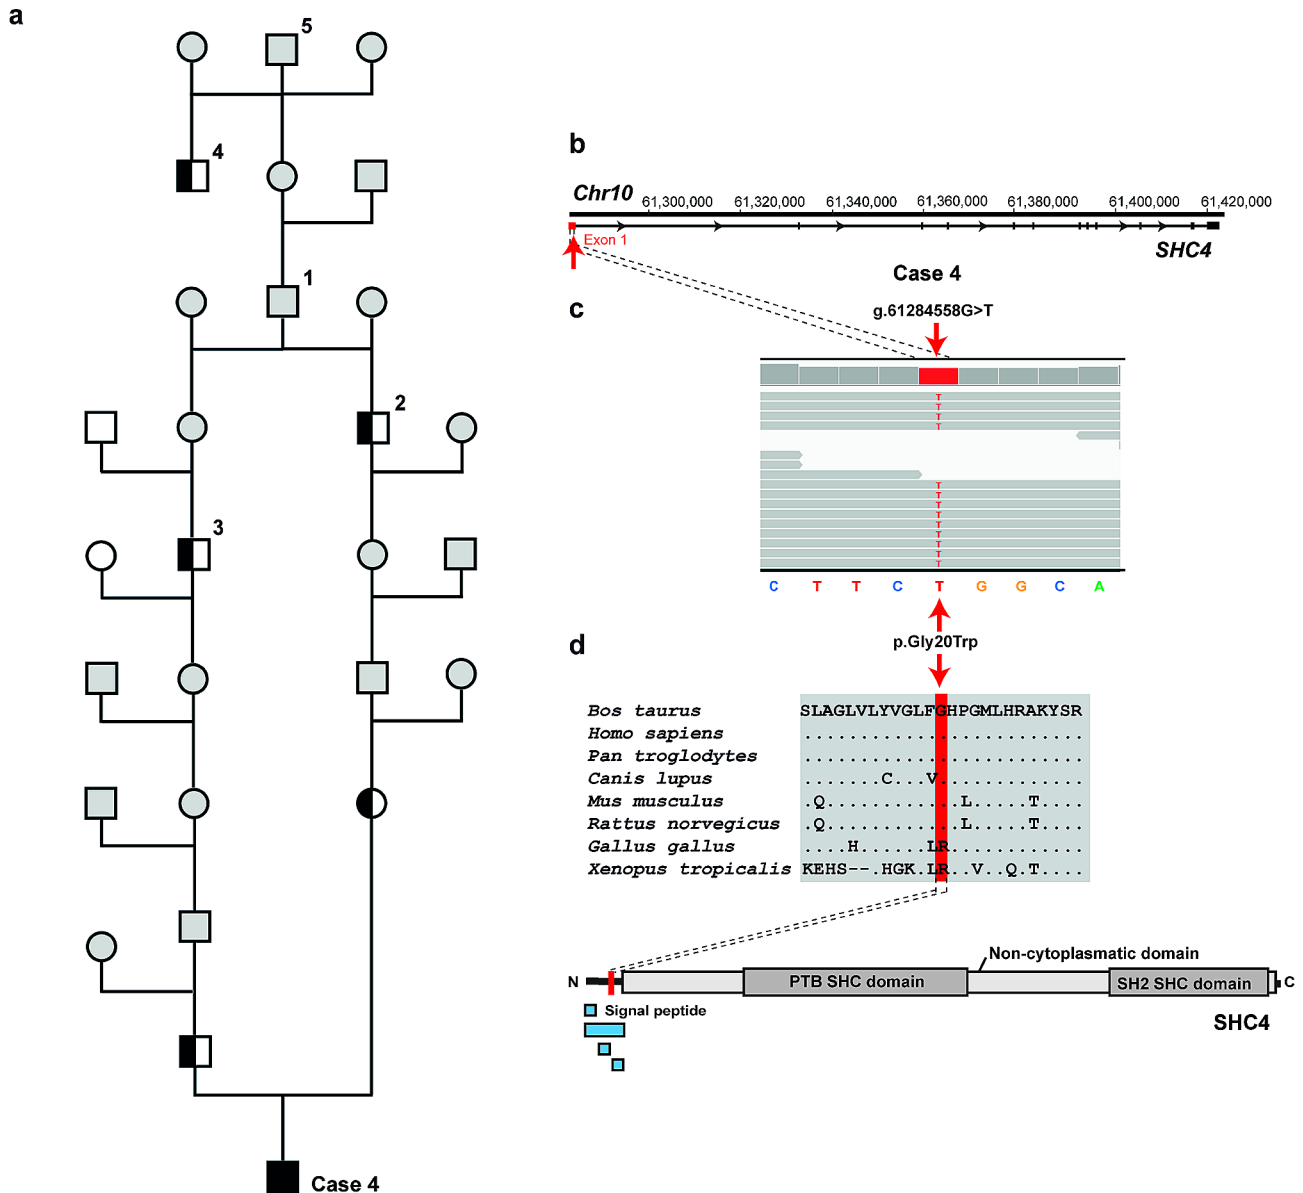 a
5
4
1
2
3
Case 4
b
Chr10
61,300,000 61,320,000 61,340,000 61,360,000 61,380,000 61,400,000 61,420,000
Exon 1
SHC4
Case 4
c
g.61284558G>T
T
T
T
T
T
T
T
T
T
T
T
T
T
C T T C T G G C A
p.Gly20Trp
d
Bos taurus SLAGLVLYVGLFGHPGMLHRAKYSR
Homo sapiens .........................
Pan troglodytes .........................
Canis lupus .......C...V.............
Mus musculus .Q............L.....T....
Rattus norvegicus .Q............L.....T....
Gallus gallus ....H......LR............
Xenopus tropicalis KEHS--.HGK.LR..V..Q.T....
N
Non-cytoplasmatic domain
PTB SHC domain
SH2 SHC domain
C
Signal peptide
SHC4